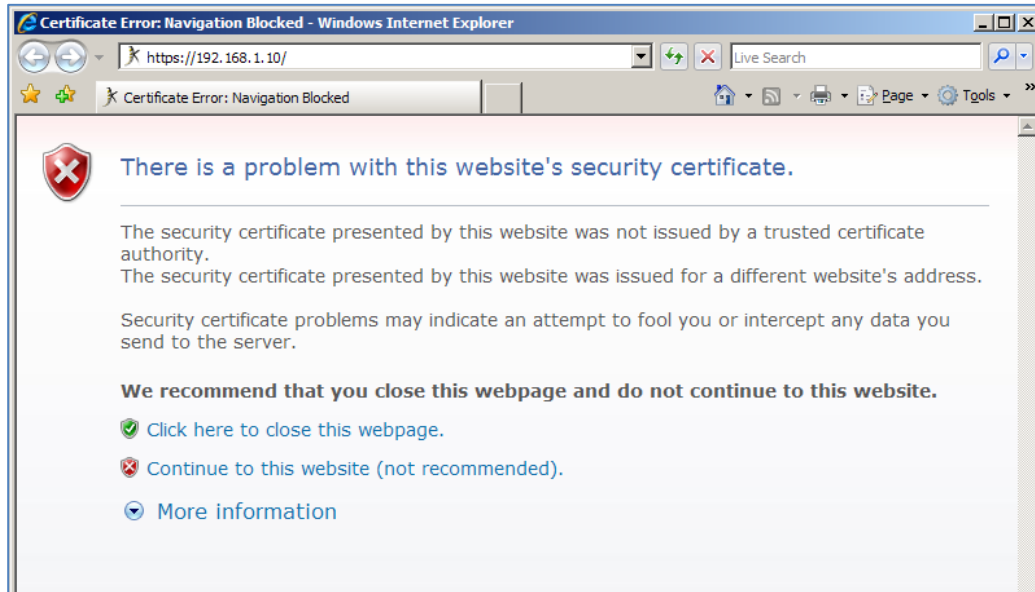 Certificate Error: Navigation Blocked - Windows Internet Explorer
https://192.168.1.10/
Live Search
Certificate Error: Navigation Blocked
Page
Tools
»
There is a problem with this website's security certificate.
The security certificate presented by this website was not issued by a trusted certificate
authority.
The security certificate presented by this website was issued for a different website's address.
Security certificate problems may indicate an attempt to fool you or intercept any data you
send to the server.
We recommend that you close this webpage and do not continue to this website.
Click here to close this webpage.
Continue to this website (not recommended).
More information